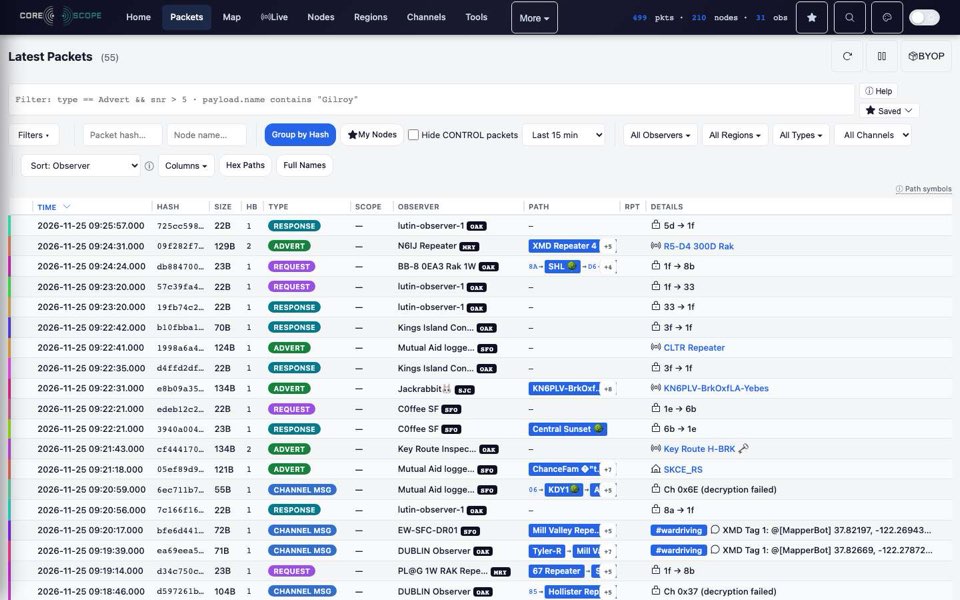 CORE SCOPE Home Packets Map Live Nodes Regions Channels Tools More 699 pkts · 210 nodes · 31 obs
Latest Packets (55) BYOP
Filter: type == Advert && snr > 5 · payload.name contains "Gilroy" Help
Saved
Filters Packet hash... Node name... Group by Hash My Nodes Hide CONTROL packets Last 15 min All Observers All Regions All Types All Channels
Sort: Observer Columns Hex Paths Full Names
Path symbols
TIME HASH SIZE HB TYPE SCOPE OBSERVER PATH RPT DETAILS
2026-11-25 09:25:57.000 725cc598... 22B 1 RESPONSE — lutin-observer-1 OAK – 5d → 1f
2026-11-25 09:24:31.000 09f282f7... 129B 2 ADVERT — N6IJ Repeater MRY XMD Repeater 4 +5 R5-D4 300D Rak
2026-11-25 09:24:24.000 db884700... 23B 1 REQUEST — BB-8 0EA3 Rak 1W OAK 8A → SHL → D6 +4 1f → 8b
2026-11-25 09:23:20.000 57c39fa4... 22B 1 REQUEST — lutin-observer-1 OAK – 1f → 33
2026-11-25 09:23:20.000 19fb74c2... 22B 1 RESPONSE — lutin-observer-1 OAK – 33 → 1f
2026-11-25 09:22:42.000 b10fbba1... 70B 1 RESPONSE — Kings Island Con... OAK – 3f → 1f
2026-11-25 09:22:41.000 1998a6a4... 124B 1 ADVERT — Mutual Aid logge... SFO – CLTR Repeater
2026-11-25 09:22:35.000 d4ffd2df... 22B 1 RESPONSE — Kings Island Con... OAK – 3f → 1f
2026-11-25 09:22:31.000 e8b09a35... 134B 1 ADVERT — Jackrabbit SJC KN6PLV-BrkOxf. +8 KN6PLV-BrkOxfLA-Yebes
2026-11-25 09:22:21.000 edeb12c2... 22B 1 REQUEST — C0ffee SF SFO – 1e → 6b
2026-11-25 09:22:21.000 3940a004... 23B 1 RESPONSE — C0ffee SF SFO Central Sunset 6b → 1e
2026-11-25 09:21:43.000 cf444170... 134B 2 ADVERT — Key Route Inspec... OAK – Key Route H-BRK
2026-11-25 09:21:18.000 05ef89d9... 121B 1 ADVERT — Mutual Aid logge... SFO ChanceFam �"t. +7 SKCE_RS
2026-11-25 09:20:59.000 6ec711b7... 55B 1 CHANNEL MSG — Mutual Aid logge... SFO 06 → KDY1 → A +5 Ch 0x6E (decryption failed)
2026-11-25 09:20:56.000 7c166f16... 22B 1 RESPONSE — lutin-observer-1 OAK – 8a → 1f
2026-11-25 09:20:17.000 bfe6d441... 72B 1 CHANNEL MSG — EW-SFC-DR01 SFO Mill Valley Repe. +5 #wardriving XMD Tag 1: @[MapperBot] 37.82197, -122.26943...
2026-11-25 09:19:39.000 ea69eea5... 71B 1 CHANNEL MSG — DUBLIN Observer OAK Tyler-R → Mill Va +7 #wardriving XMD Tag 1: @[MapperBot] 37.82669, -122.27872...
2026-11-25 09:19:14.000 d34c750c... 23B 1 REQUEST — PL@G 1W RAK Repe... MRY 67 Repeater → S +5 1f → 8b
2026-11-25 09:18:46.000 d597261b... 104B 1 CHANNEL MSG — DUBLIN Observer OAK 85 → Hollister Rep +5 Ch 0x37 (decryption failed)